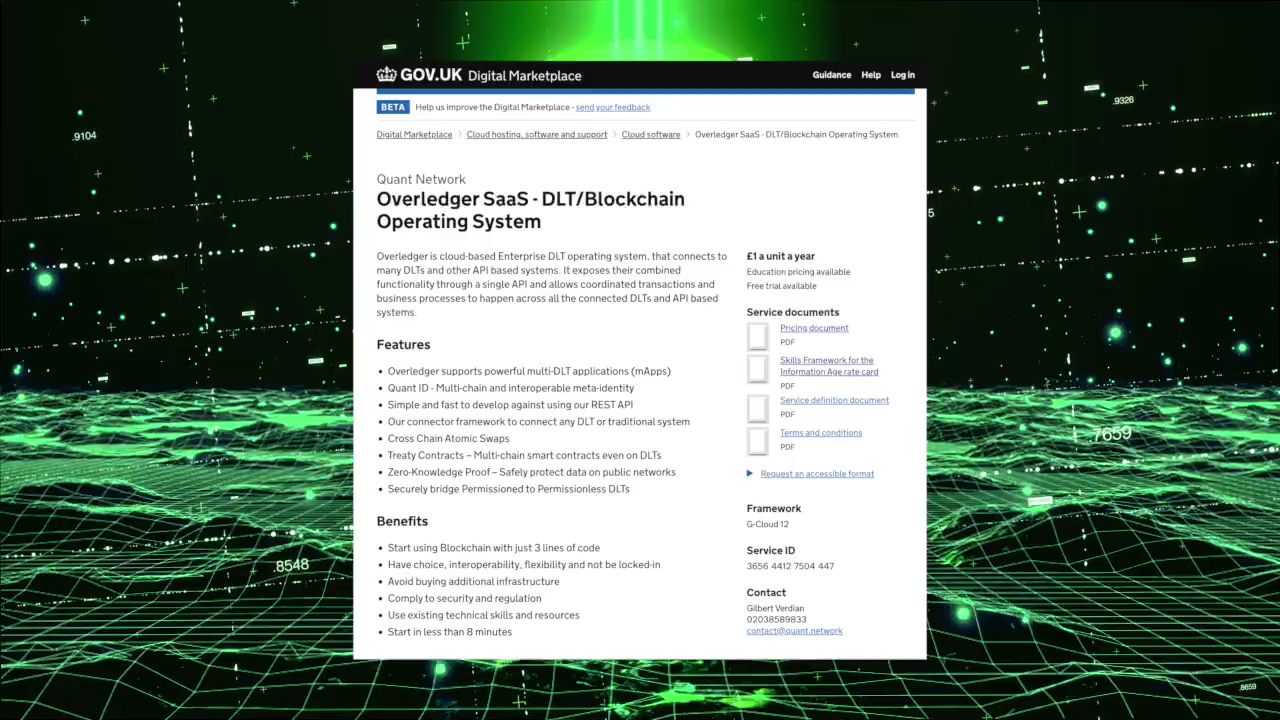 GOV.UK Digital Marketplace
Guidance Help Log in
BETA Help us improve the Digital Marketplace - send your feedback
Digital Marketplace > Cloud hosting, software and support > Cloud software > Overledger SaaS - DLT/Blockchain Operating System
Quant Network
Overledger SaaS - DLT/Blockchain
Operating System
Overledger is cloud-based Enterprise DLT operating system, that connects to
many DLTs and other API based systems. It exposes their combined
functionality through a single API and allows coordinated transactions and
business processes to happen across all the connected DLTs and API based
systems.
Features
• Overledger supports powerful multi-DLT applications (mApps)
• Quant ID - Multi-chain and interoperable meta-identity
• Simple and fast to develop against using our REST API
• Our connector framework to connect any DLT or traditional system
• Cross Chain Atomic Swaps
• Treaty Contracts – Multi-chain smart contracts even on DLTs
• Zero-Knowledge Proof – Safely protect data on public networks
• Securely bridge Permissioned to Permissionless DLTs
Benefits
• Start using Blockchain with just 3 lines of code
• Have choice, interoperability, flexibility and not be locked-in
• Avoid buying additional infrastructure
• Comply to security and regulation
• Use existing technical skills and resources
• Start in less than 8 minutes
£1 a unit a year
Education pricing available
Free trial available
Service documents
Pricing document
PDF
Skills Framework for the
Information Age rate card
PDF
Service definition document
PDF
Terms and conditions
PDF
Request an accessible format
Framework
G-Cloud 12
Service ID
3656 4412 7504 447
Contact
Gilbert Verdian
02038589833
contact@quant.network
.9104
.9326
.7659
.8548
.8659